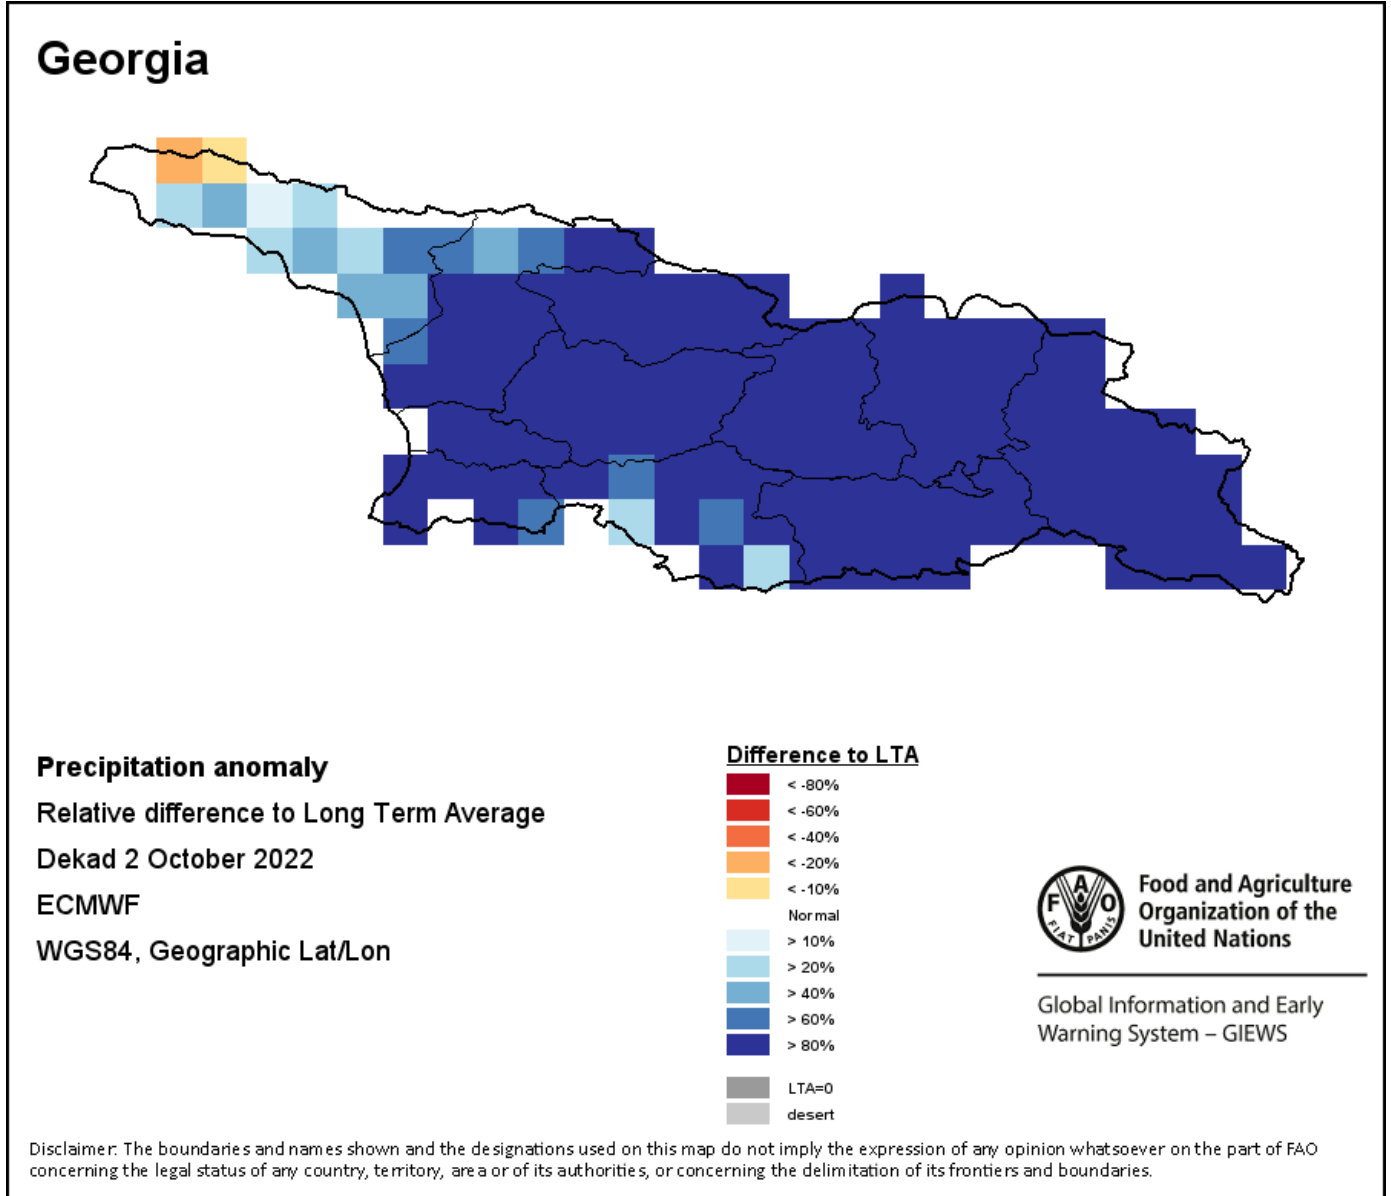 Georgia
Precipitation anomaly
Relative difference to Long Term Average
Dekad 2 October 2022
ECMWF
WGS84, Geographic Lat/Lon
Difference to LTA
< -80%
< -60%
< -40%
< -20%
< -10%
Normal
> 10%
> 20%
> 40%
> 60%
> 80%
LTA=0
desert
F A O
FIAT PANIS
Food and Agriculture
Organization of the
United Nations
Global Information and Early
Warning System – GIEWS
Disclaimer: The boundaries and names shown and the designations used on this map do not imply the expression of any opinion whatsoever on the part of FAO
concerning the legal status of any country, territory, area or of its authorities, or concerning the delimitation of its frontiers and boundaries.